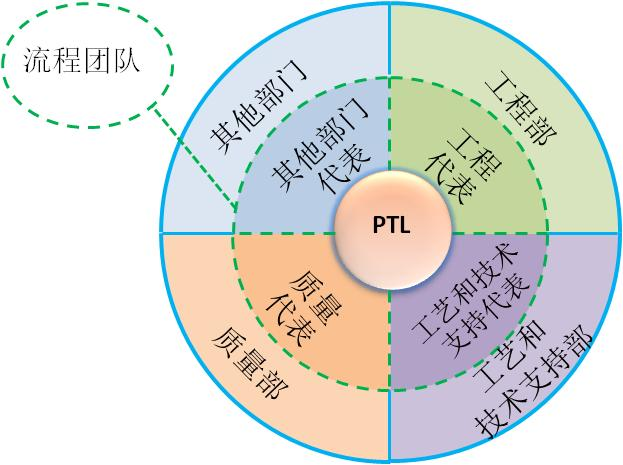 流程团队
其他部门
工程部
其他部门
代表
工程
代表
PTL
质量
代表
工艺和技术
支持代表
质量部
工艺和
技术支持部